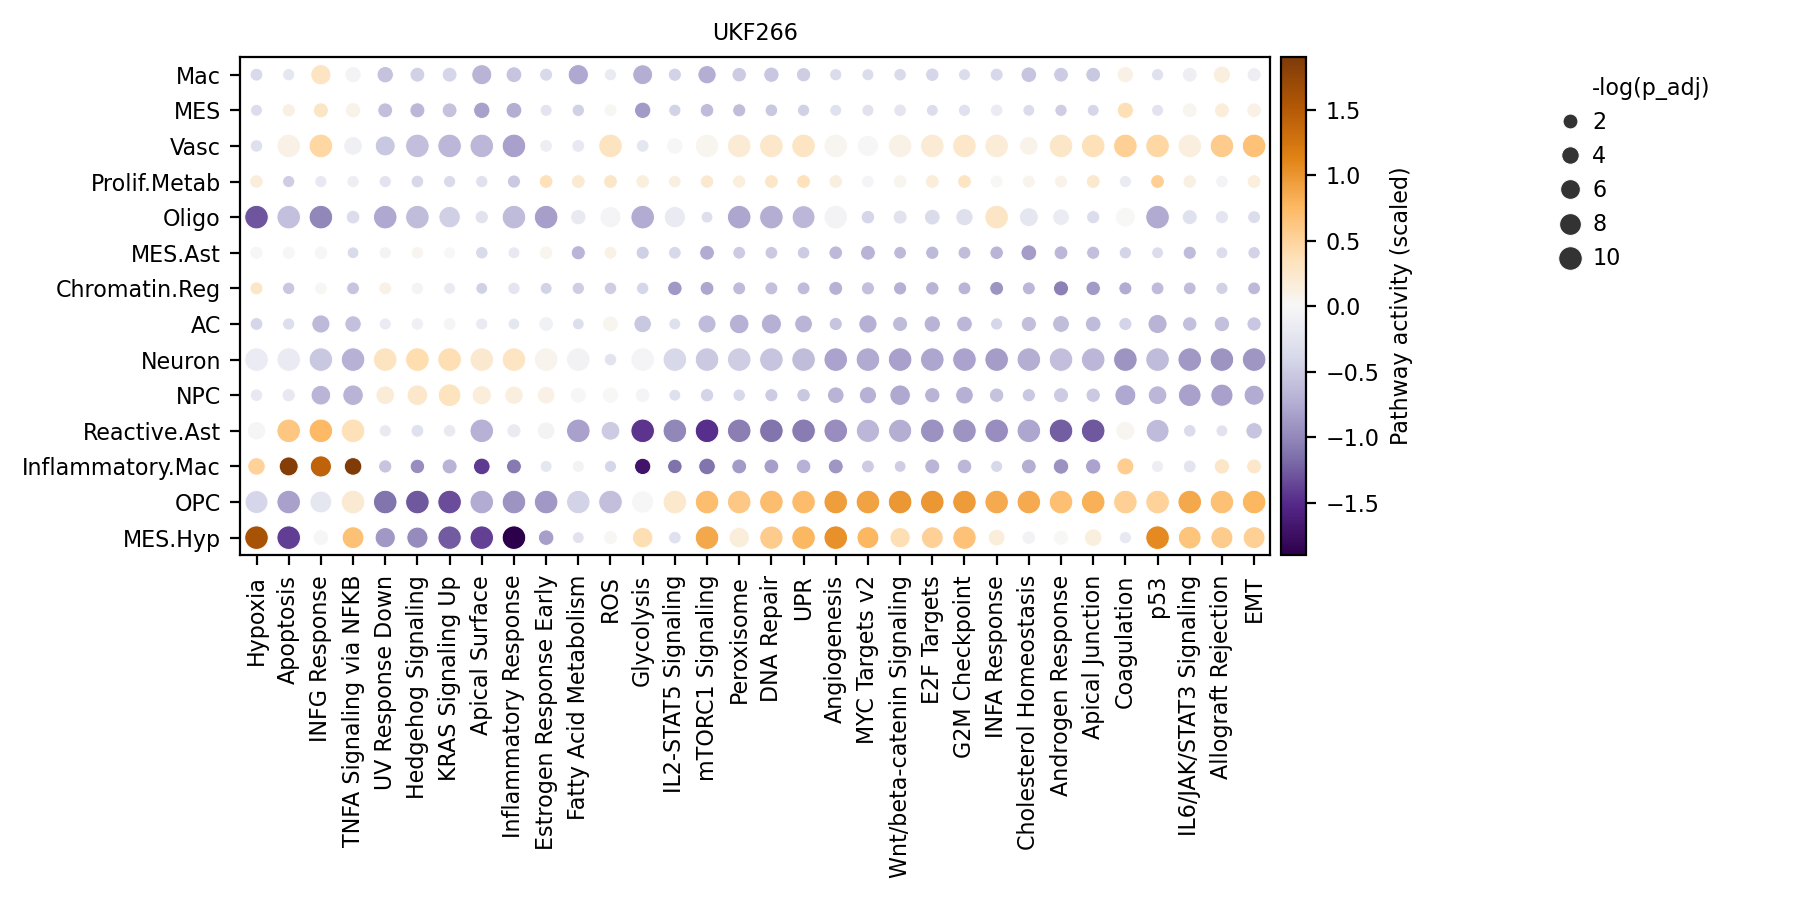 UKF266
Mac
MES
Vasc
Prolif.Metab
Oligo
MES.Ast
Chromatin.Reg
AC
Neuron
NPC
Reactive.Ast
Inflammatory.Mac
OPC
MES.Hyp
Hypoxia
Apoptosis
INFG Response
TNFA Signaling via NFKB
UV Response Down
Hedgehog Signaling
KRAS Signaling Up
Apical Surface
Inflammatory Response
Estrogen Response Early
Fatty Acid Metabolism
ROS
Glycolysis
IL2-STAT5 Signaling
mTORC1 Signaling
Peroxisome
DNA Repair
UPR
Angiogenesis
MYC Targets v2
Wnt/beta-catenin Signaling
E2F Targets
G2M Checkpoint
INFA Response
Cholesterol Homeostasis
Androgen Response
Apical Junction
Coagulation
p53
IL6/JAK/STAT3 Signaling
Allograft Rejection
EMT
1.5
1.0
0.5
0.0
−0.5
−1.0
−1.5
Pathway activity (scaled)
-log(p_adj)
2
4
6
8
10